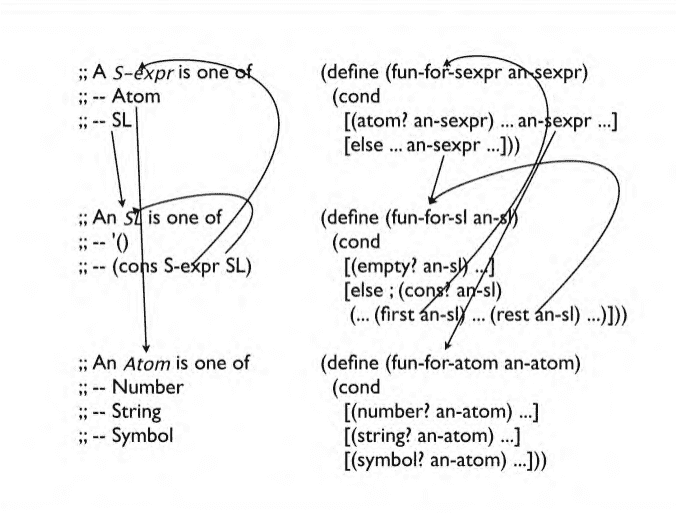 ;; A S-expr is one of
;; -- Atom
;; -- SL
(define (fun-for-sexpr an-sexpr)
(cond
[(atom? an-sexpr) ... an-sexpr ...]
[else ... an-sexpr ...]))
;; An SL is one of
;; -- '()
;; -- (cons S-expr SL)
(define (fun-for-sl an-sl)
(cond
[(empty? an-sl) ...]
[else ; (cons? an-sl)
(... (first an-sl) ... (rest an-sl) ...)]))
;; An Atom is one of
;; -- Number
;; -- String
;; -- Symbol
(define (fun-for-atom an-atom)
(cond
[(number? an-atom) ...]
[(string? an-atom) ...]
[(symbol? an-atom) ...]))